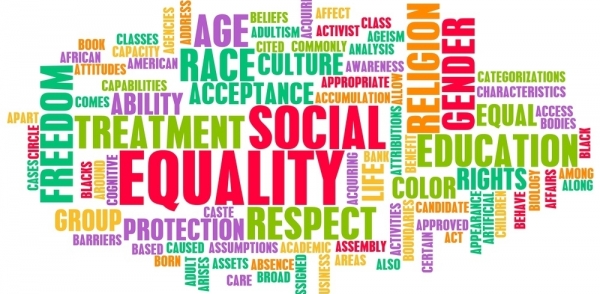 BELIEFS
AFFECT
CLASS
ADDRESS
AGENCIES
ACQUIRE
AGE
ADULTISM
ACTIVIST
AGEISM
CLASSES
CITED
COMMONLY
ANALYSIS
BOOK
CAPACITY
AFRICAN
AMERICAN
RACE
CULTURE
AWARENESS
RELIGION
GENDER
ATTITUDES
CATEGORIZATIONS
CAPABILITIES
ACCEPTANCE
APPROPRIATE
ALLOW
CHARACTERISTICS
COMES
ABILITY
ACCUMULATION
EQUAL
ACCESS
APART
FREEDOM
BODIES
CIRCLE
TREATMENT
SOCIAL
ATTRIBUTIONS
BENEFIT
EDUCATION
BLACK
CASES
BLACKS
AROUND
COGNITIVE
EQUALITY
ACQUIRING
LIFE
BANK
COLOR
RIGHTS
BEHAVE
BIOLOGY
AFFAIRS
AMONG
ALONG
GROUP
PROTECTION
CASTE
RESPECT
ACTIVITIES
BOUNDARIES
CANDIDATE
APPEARANCE
ARTIFICIAL
CHILDREN
BARRIERS
CERTAIN
APPROVED
ACT
BASED
CAUSED
ASSUMPTIONS
ACADEMIC
ASSEMBLY
BORN
ADULT
ARISES
ASSETS
ABSENCE
AREAS
ALSO
CARE
BROAD